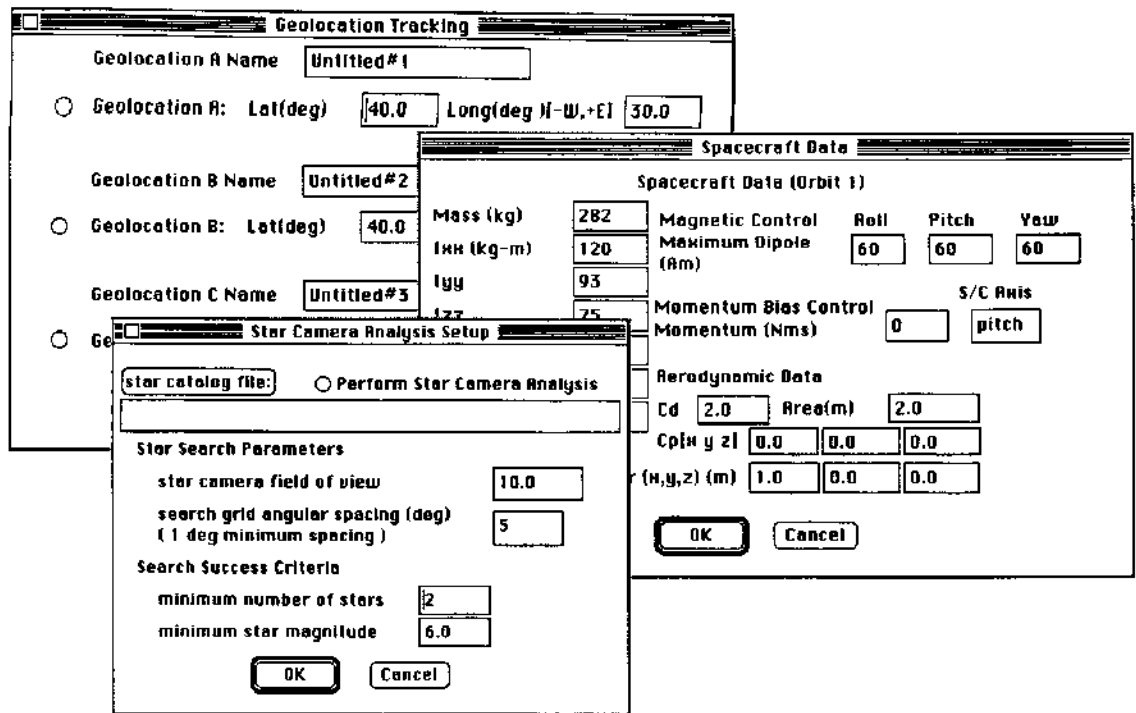 Geolocation Tracking
Geolocation A Name Untitled#1
Geolocation A: Lat(deg) 40.0 Long(deg)[-W,+E] 30.0
Geolocation B Name Untitled#2
Geolocation B: Lat(deg) 40.0
Geolocation C Name Untitled#3
Ge
Spacecraft Data
Spacecraft Data (Orbit 1)
Mass (kg) 282
Ixx (kg-m) 120
Iyy 93
Izz 75
Magnetic Control Roll Pitch Yaw
Maximum Dipole 60 60 60
(Am)
S/C Axis
Momentum Bias Control
Momentum (Nms) 0 pitch
Aerodynamic Data
Cd 2.0 Area(m) 2.0
Cp[x y z] 0.0 0.0 0.0
r (x,y,z) (m) 1.0 0.0 0.0
OK Cancel
Star Camera Analysis Setup
star catalog file: Perform Star Camera Analysis
Star Search Parameters
star camera field of view 10.0
search grid angular spacing (deg) 5
( 1 deg minimum spacing )
Search Success Criteria
minimum number of stars 2
minimum star magnitude 6.0
OK Cancel